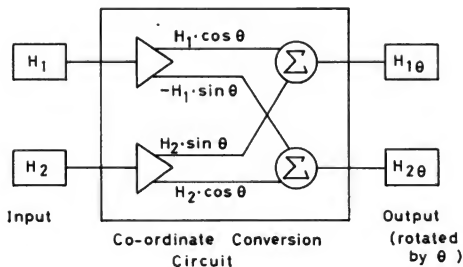 H₁·cos θ
H₁
Σ
H₁θ
-H₁·sin θ
H₂·sin θ
H₂
Σ
H₂θ
H₂·cos θ
Input
Output
(rotated
by θ )
Co-ordinate Conversion
Circuit